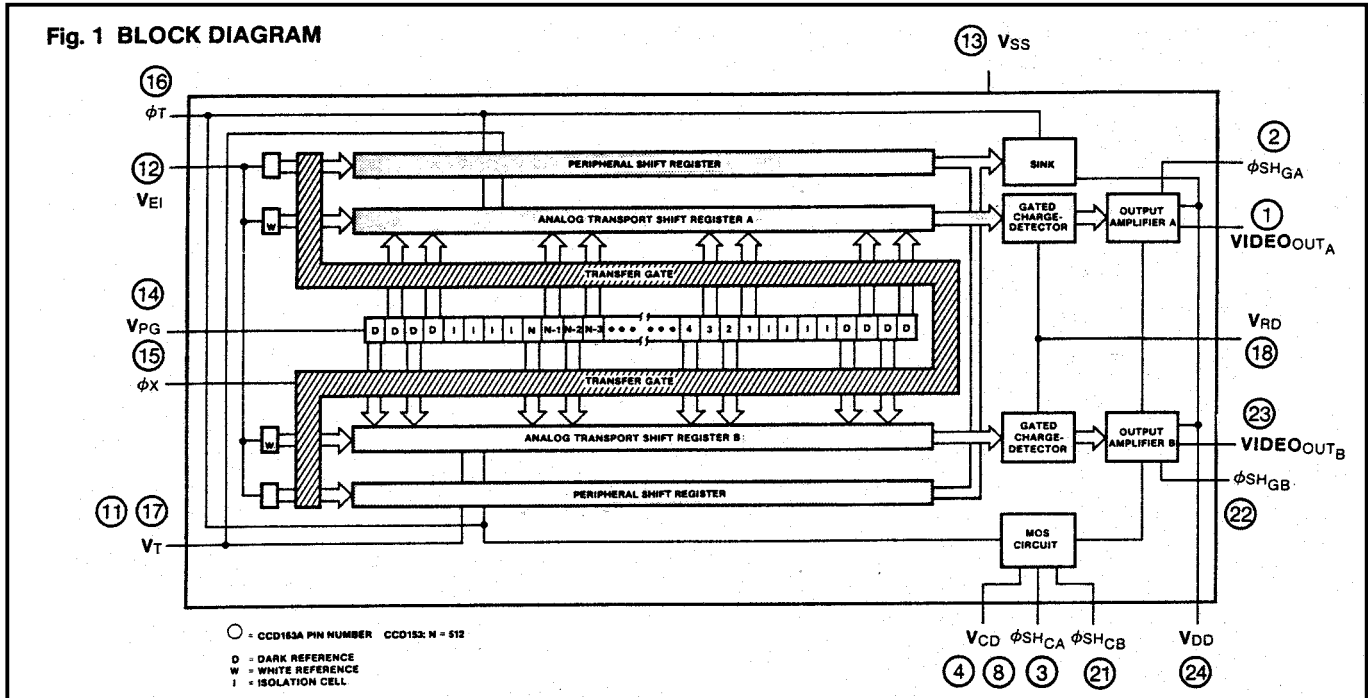 Fig. 1 BLOCK DIAGRAM
13 VSS
16
ϕT
12
VEI
PERIPHERAL SHIFT REGISTER
SINK
2
ϕSHGA
W
ANALOG TRANSPORT SHIFT REGISTER A
GATED CHARGE-DETECTOR
OUTPUT AMPLIFIER A
1
VIDEOOUTA
TRANSFER GATE
14
VPG
D D D D I I I I N N-1 N-2 N-3 ••• ••• 4 3 2 1 I I I I D D D D
VRD
18
15
ϕX
TRANSFER GATE
W
ANALOG TRANSPORT SHIFT REGISTER B
GATED CHARGE-DETECTOR
OUTPUT AMPLIFIER B
23
VIDEOOUTB
PERIPHERAL SHIFT REGISTER
ϕSHGB
22
11 17
VT
MOS CIRCUIT
= CCD153A PIN NUMBER CCD153: N = 512
D = DARK REFERENCE
W = WHITE REFERENCE
I = ISOLATION CELL
VCD ϕSHCA ϕSHCB VDD
4 8 3 21 24